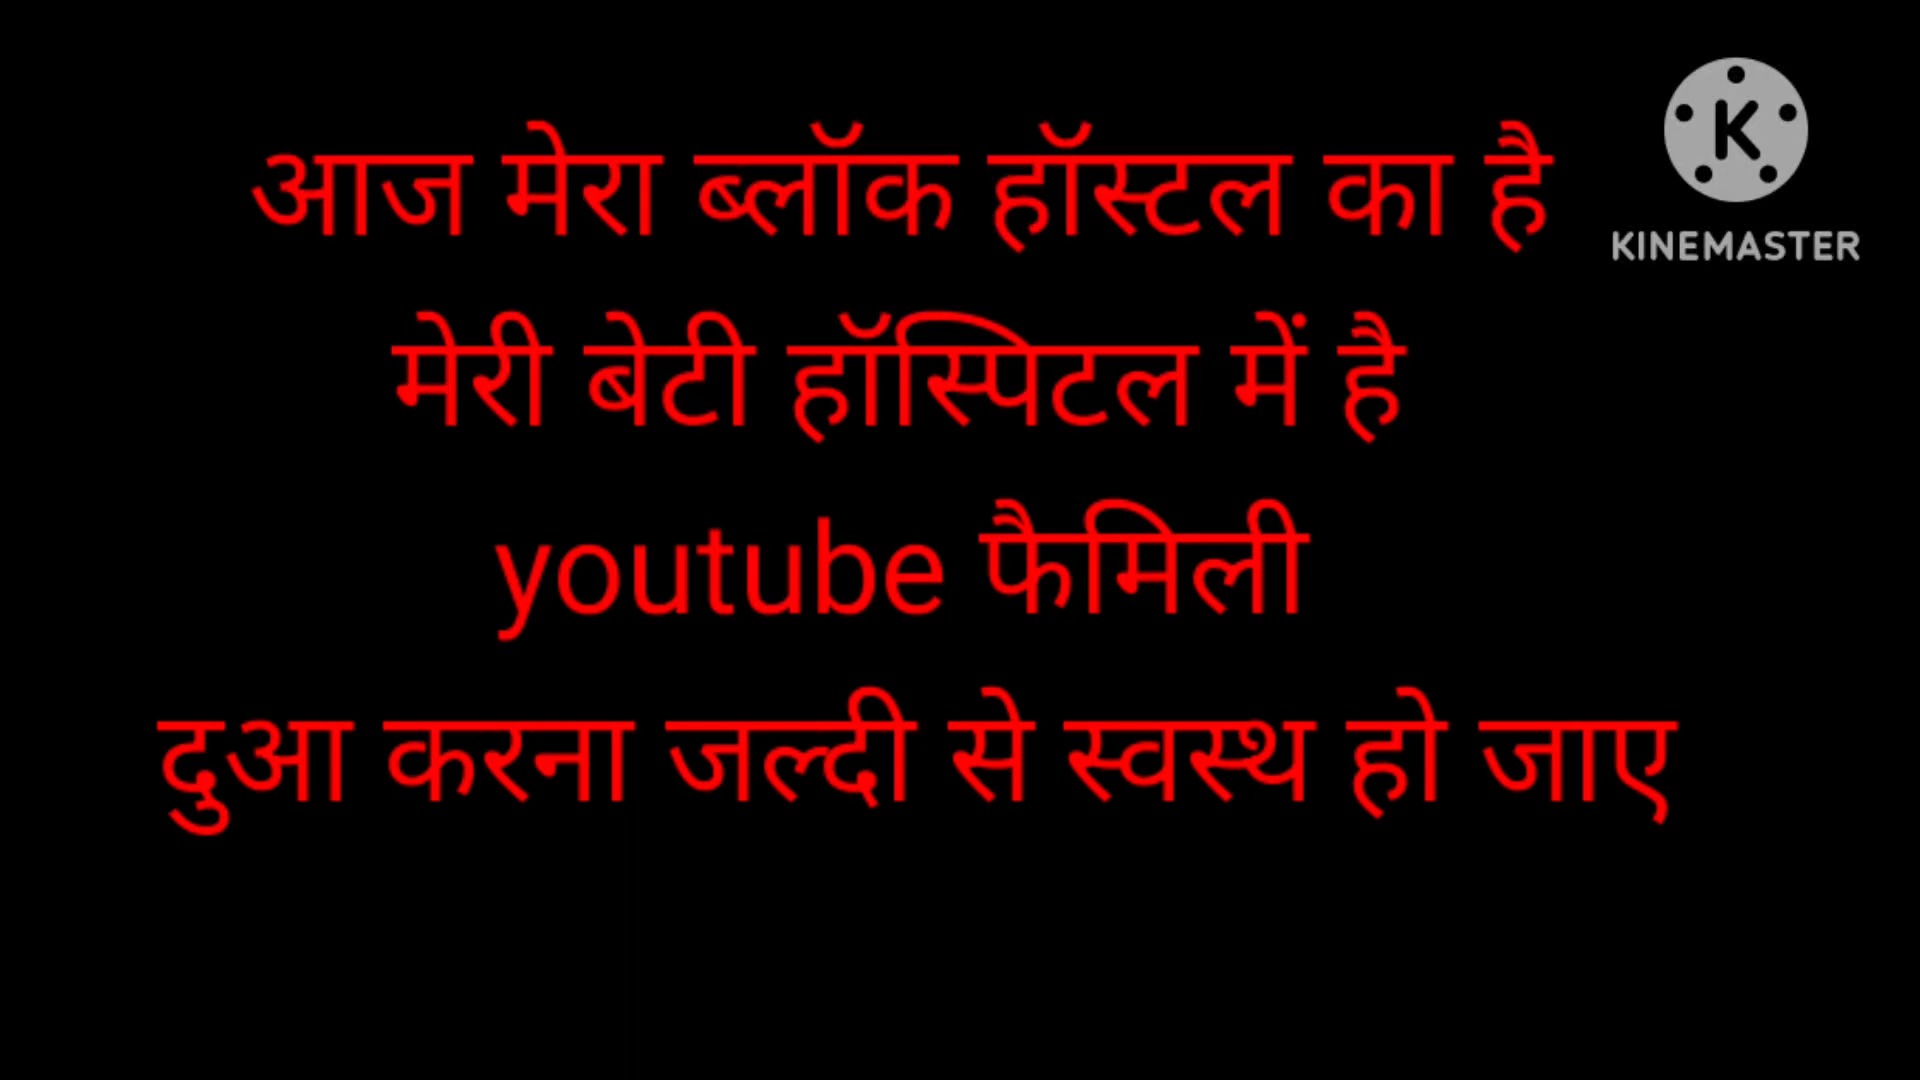 आज मेरा ब्लॉक हॉस्टल का है
KINEMASTER
मेरी बेटी हॉस्पिटल में है
youtube फैमिली
दुआ करना जल्दी से स्वस्थ हो जाए